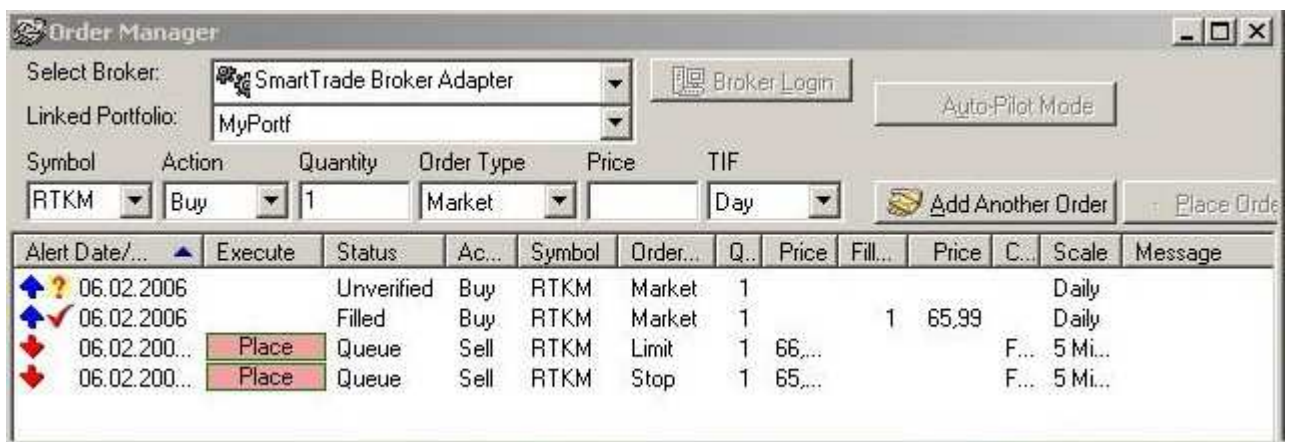 Order Manager
Select Broker: SmartTrade Broker Adapter Broker Login
Auto-Pilot Mode
Linked Portfolio: MyPortf
Symbol Action Quantity Order Type Price TIF
RTKM Buy 1 Market Day Add Another Order Place Orde
Alert Date/... Execute Status Ac... Symbol Order... Q.. Price Fill... Price C... Scale Message
? 06.02.2006 Unverified Buy RTKM Market 1 Daily
06.02.2006 Filled Buy RTKM Market 1 1 65,99 Daily
06.02.200... Place Queue Sell RTKM Limit 1 66,... F... 5 Mi...
06.02.200... Place Queue Sell RTKM Stop 1 65,... F... 5 Mi...